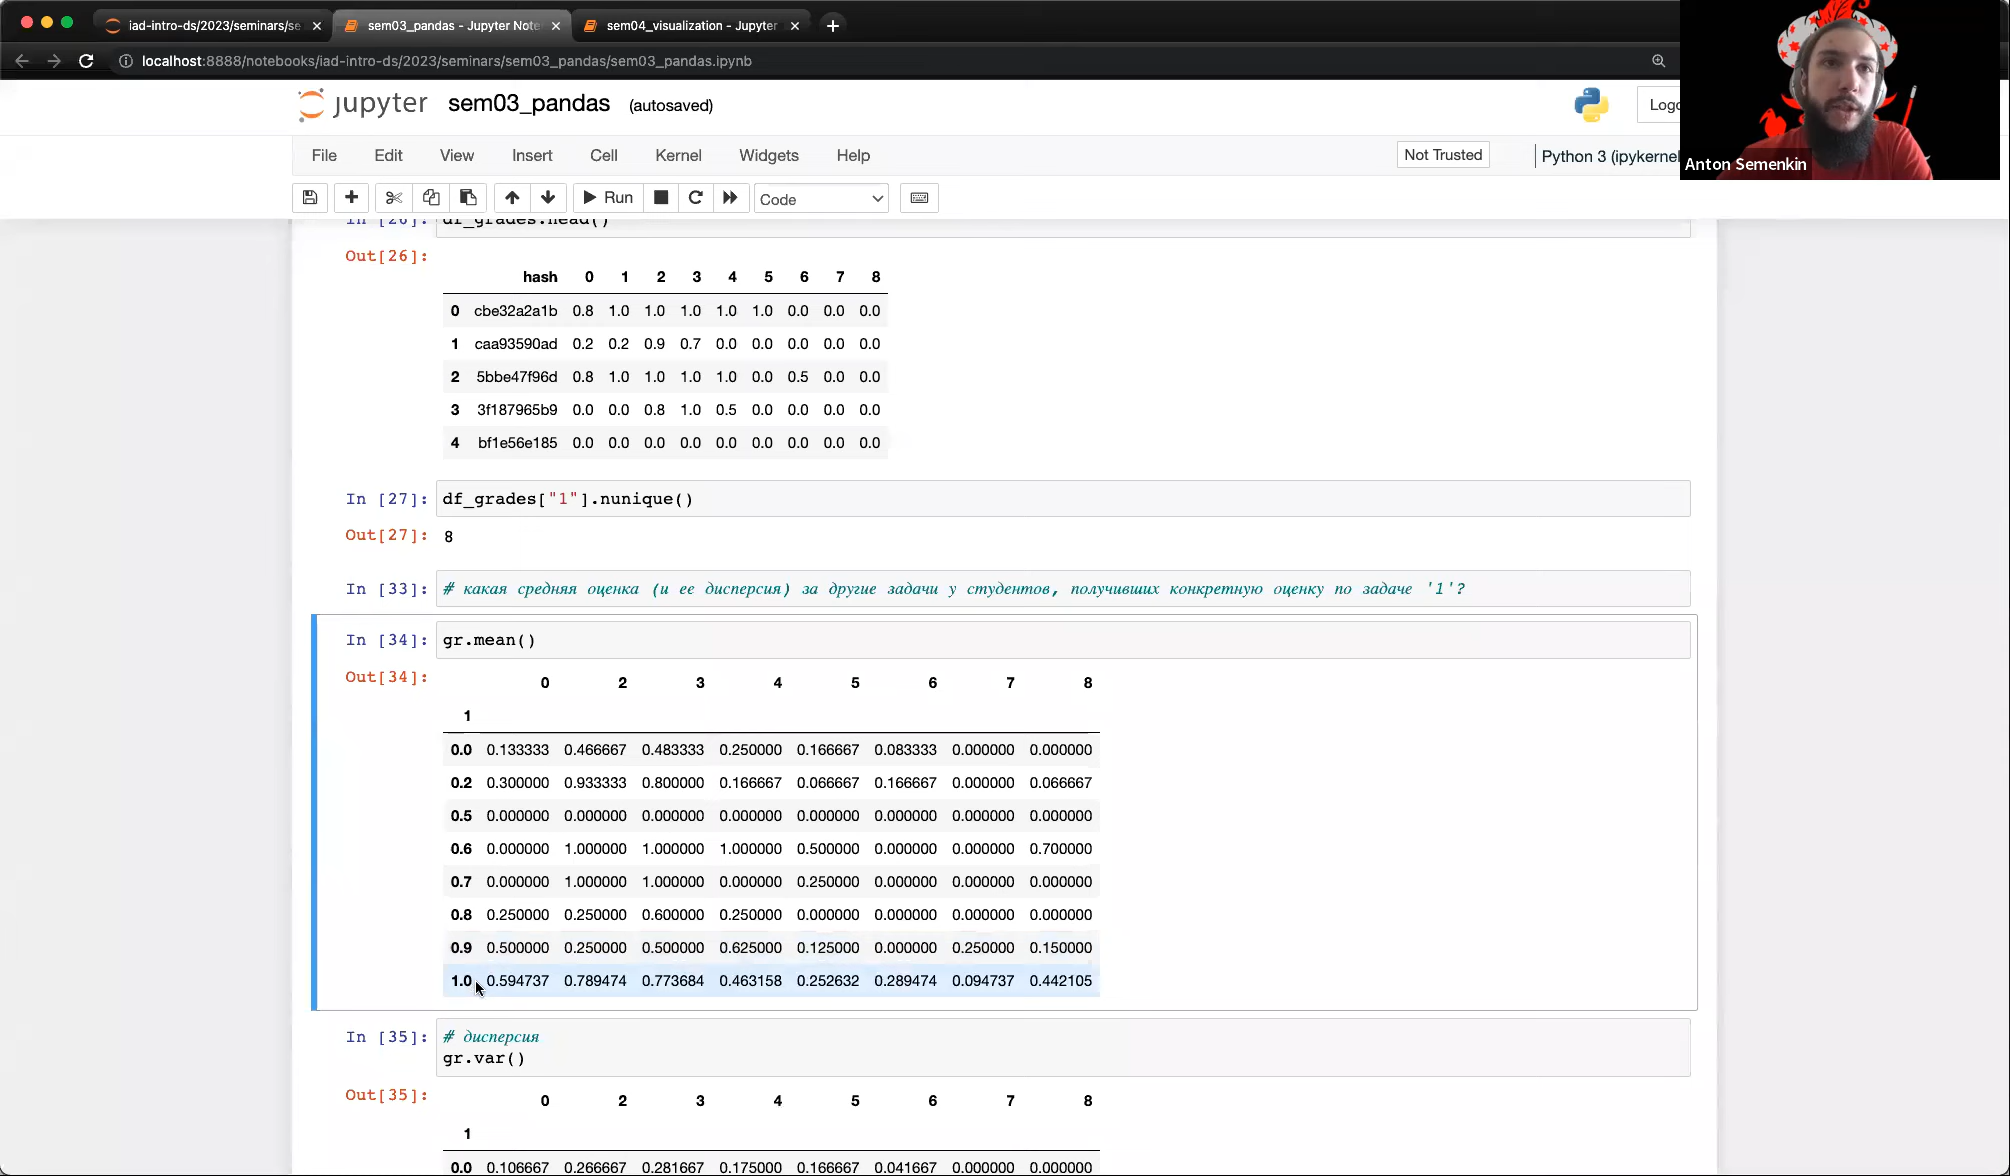 iad-intro-ds/2023/seminars/se
sem03_pandas - Jupyter Note
sem04_visualization - Jupyter
localhost:8888/notebooks/iad-intro-ds/2023/seminars/sem03_pandas/sem03_pandas.ipynb
jupyter sem03_pandas (autosaved)
Logo
Anton Semenkin
File Edit View Insert Cell Kernel Widgets Help
Not Trusted
Python 3 (ipykernel
Run
Code
In [26]: df_grades.head()
Out[26]:
hash 0 1 2 3 4 5 6 7 8
0 cbe32a2a1b 0.8 1.0 1.0 1.0 1.0 1.0 0.0 0.0 0.0
1 caa93590ad 0.2 0.2 0.9 0.7 0.0 0.0 0.0 0.0 0.0
2 5bbe47f96d 0.8 1.0 1.0 1.0 1.0 0.0 0.5 0.0 0.0
3 3f187965b9 0.0 0.0 0.8 1.0 0.5 0.0 0.0 0.0 0.0
4 bf1e56e185 0.0 0.0 0.0 0.0 0.0 0.0 0.0 0.0 0.0
In [27]: df_grades["1"].nunique()
Out[27]: 8
In [33]: # какая средняя оценка (и ее дисперсия) за другие задачи у студентов, получивших конкретную оценку по задаче '1'?
In [34]: gr.mean()
Out[34]:
0 2 3 4 5 6 7 8
1
0.0 0.133333 0.466667 0.483333 0.250000 0.166667 0.083333 0.000000 0.000000
0.2 0.300000 0.933333 0.800000 0.166667 0.066667 0.166667 0.000000 0.066667
0.5 0.000000 0.000000 0.000000 0.000000 0.000000 0.000000 0.000000 0.000000
0.6 0.000000 1.000000 1.000000 1.000000 0.500000 0.000000 0.000000 0.700000
0.7 0.000000 1.000000 1.000000 0.000000 0.250000 0.000000 0.000000 0.000000
0.8 0.250000 0.250000 0.600000 0.250000 0.000000 0.000000 0.000000 0.000000
0.9 0.500000 0.250000 0.500000 0.625000 0.125000 0.000000 0.250000 0.150000
1.0 0.594737 0.789474 0.773684 0.463158 0.252632 0.289474 0.094737 0.442105
In [35]: # дисперсия
gr.var()
Out[35]:
0 2 3 4 5 6 7 8
1
0.0 0.106667 0.266667 0.281667 0.175000 0.166667 0.041667 0.000000 0.000000